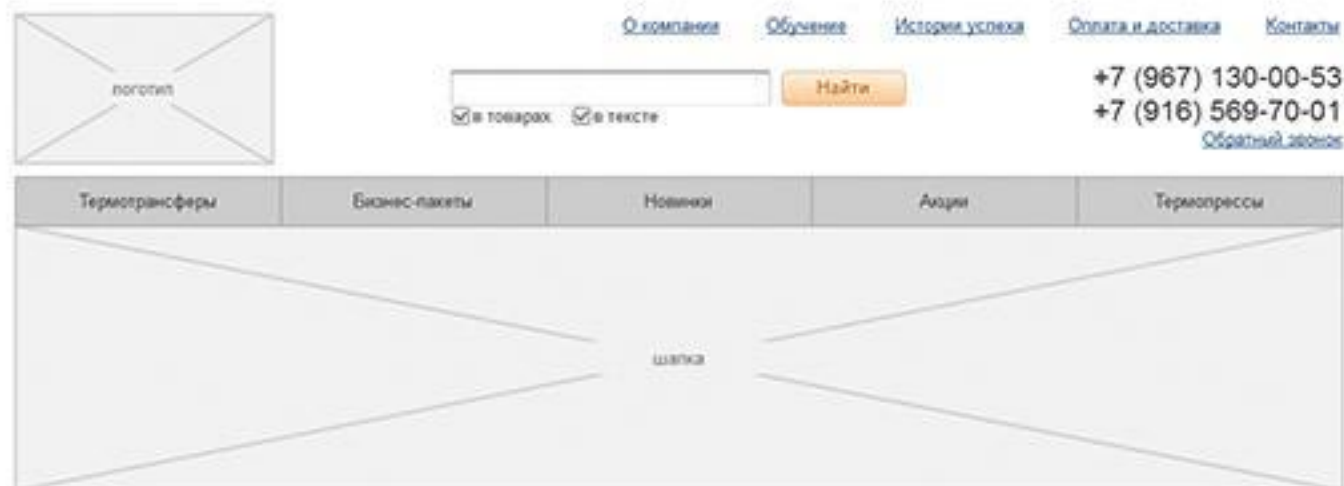 О компании Обучение Истории успеха Оплата и доставка Контакты
логотип
Найти
+7 (967) 130-00-53
в товарах в тексте
+7 (916) 569-70-01
Обратный звонок
Термотрансферы Бизнес-пакеты Новинки Акции Термопрессы
шапка